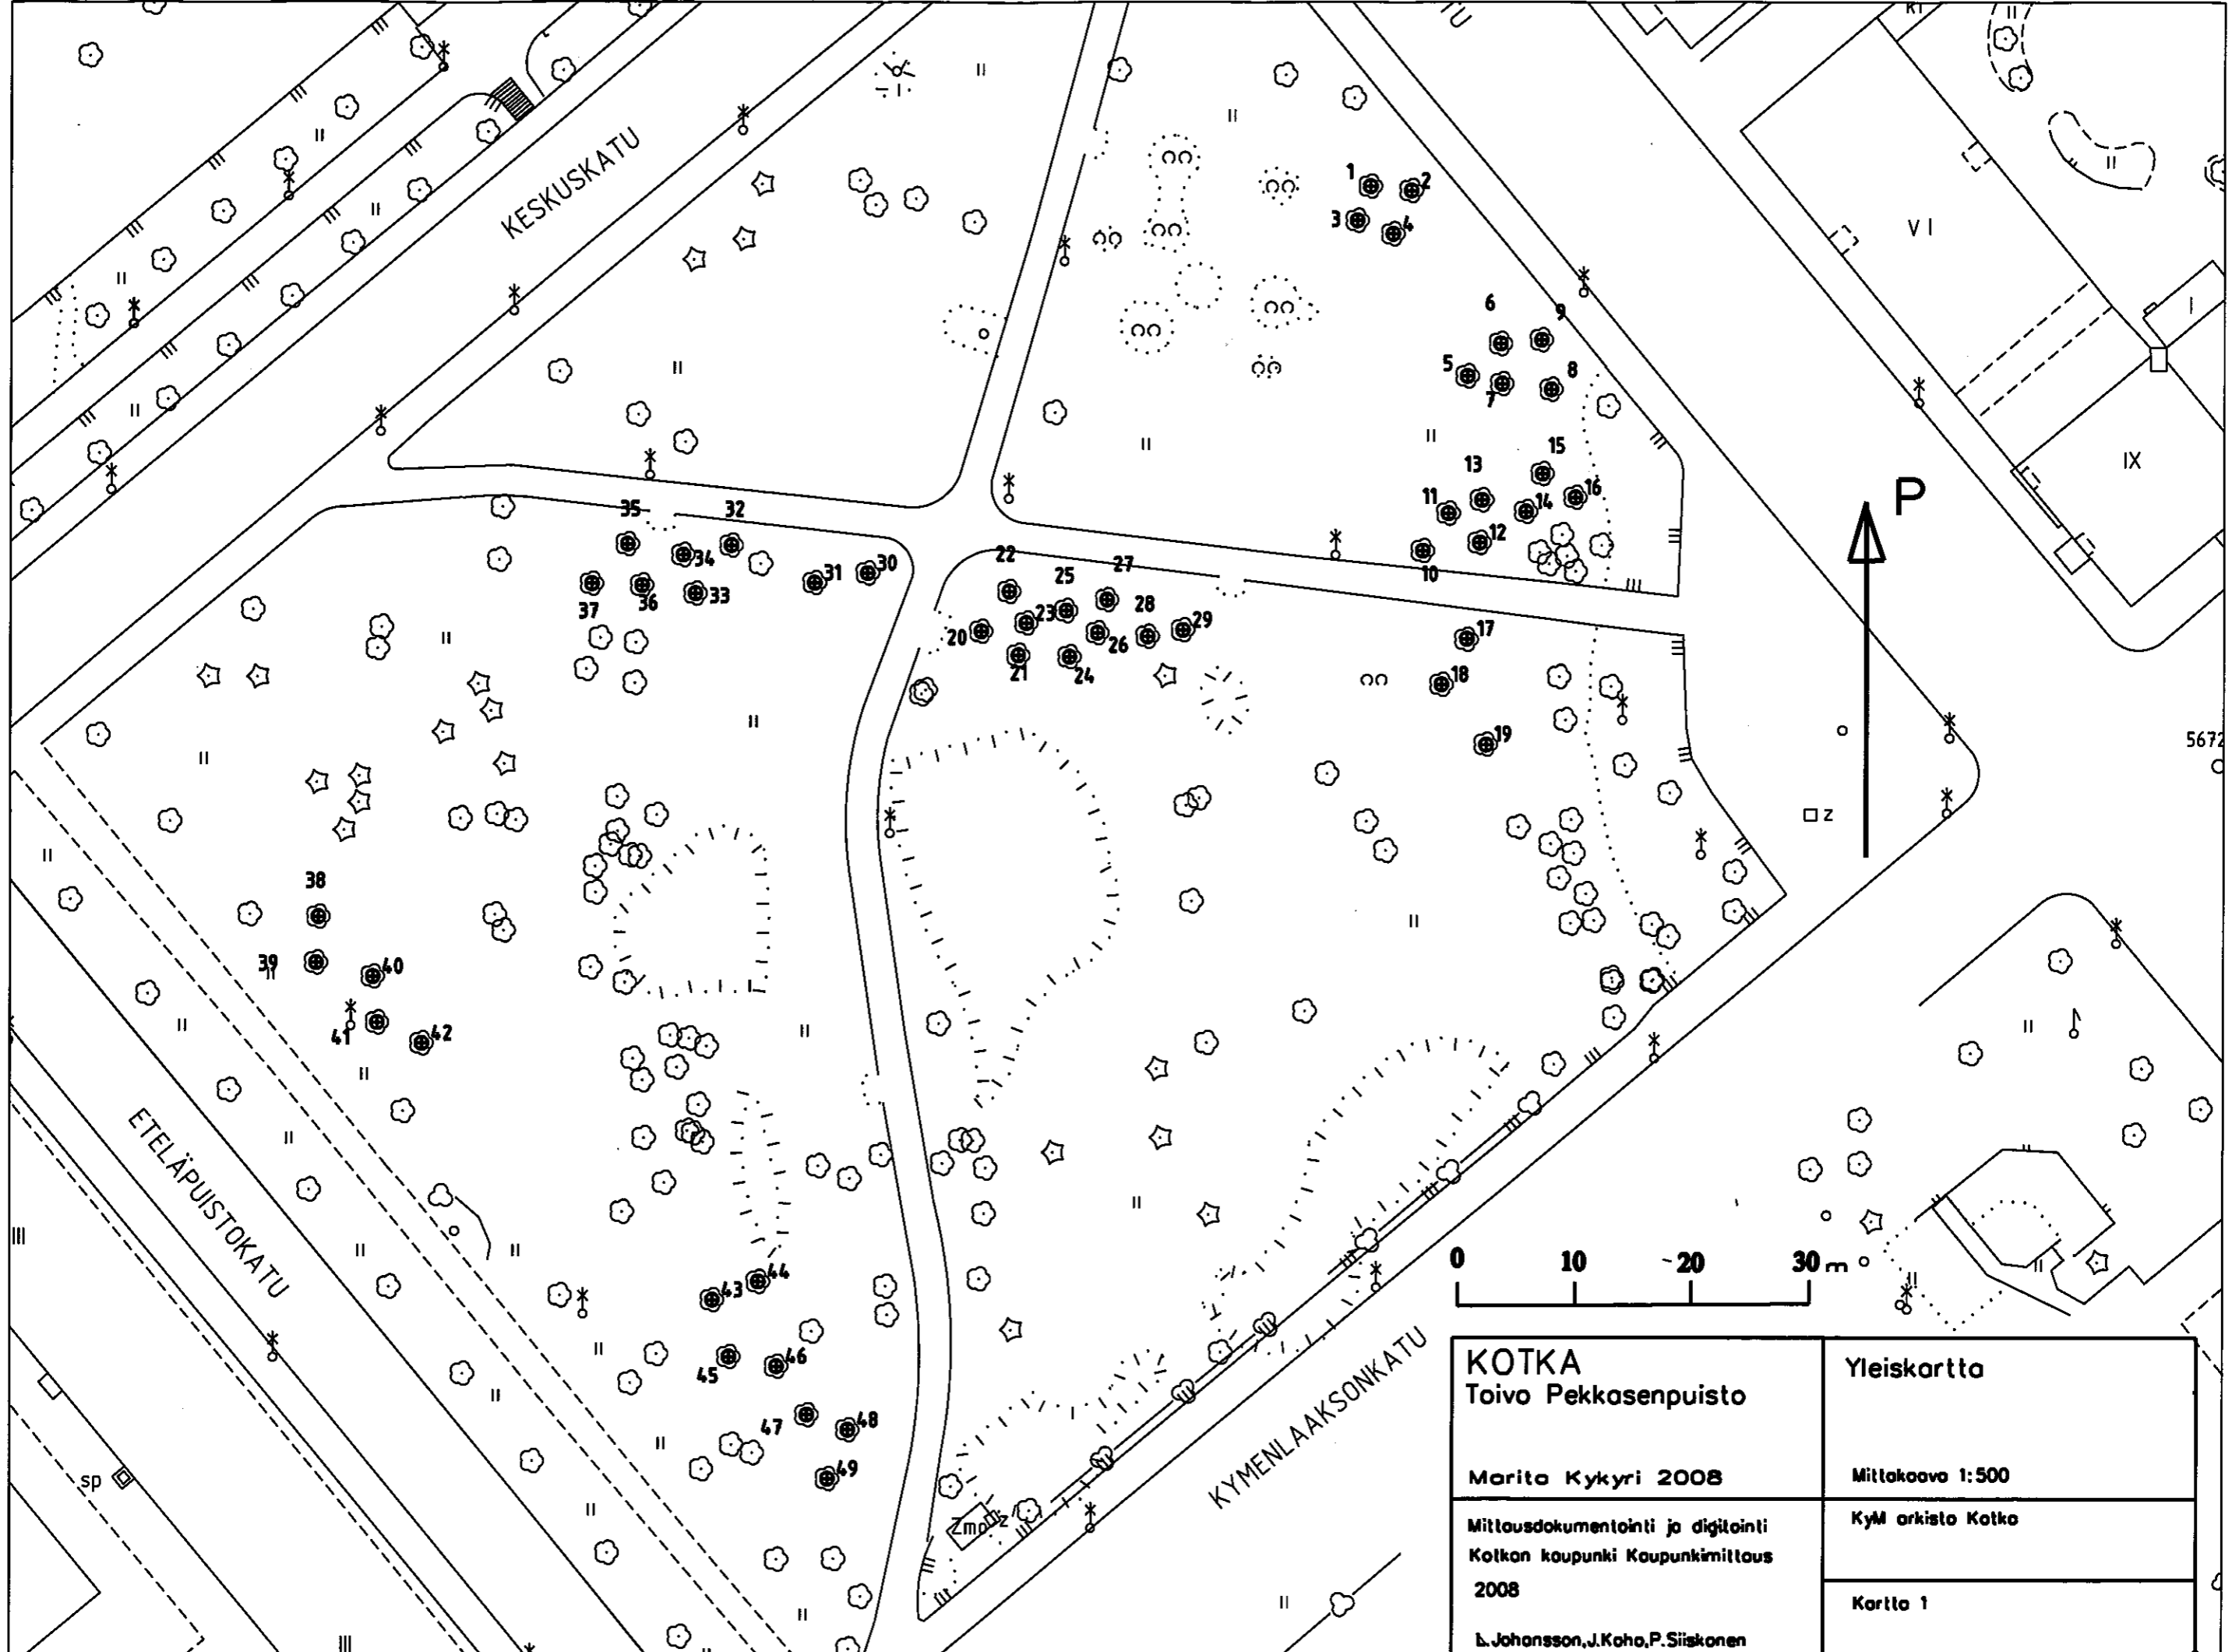 TU
KESKUSKATU
VI
I
IX
P
1 2
3 4
6 9
5 7 8
15
13 16
11 14
12
10
35 32
34 31 30
37 36 33
22 25 27
23 28 29
20 26
21 24
17
18
19
5672
z
38
39 40
41 42
ETELÄPUISTOKATU
43 44
45 46
47 48
49
sp
Zmo z
KYMENLAAKSONKATU
0 10 20 30 m
KOTKA
Toivo Pekkasenpuisto
Marita Kykyri 2008
Yleiskartta
Mittakaava 1:500
Mittausdokumentointi ja digitointi
Kotkan kaupunki Kaupunkimittaus
2008
L.Johansson,J.Koho,P.Siiskonen
KyM arkisto Kotka
Kartta 1